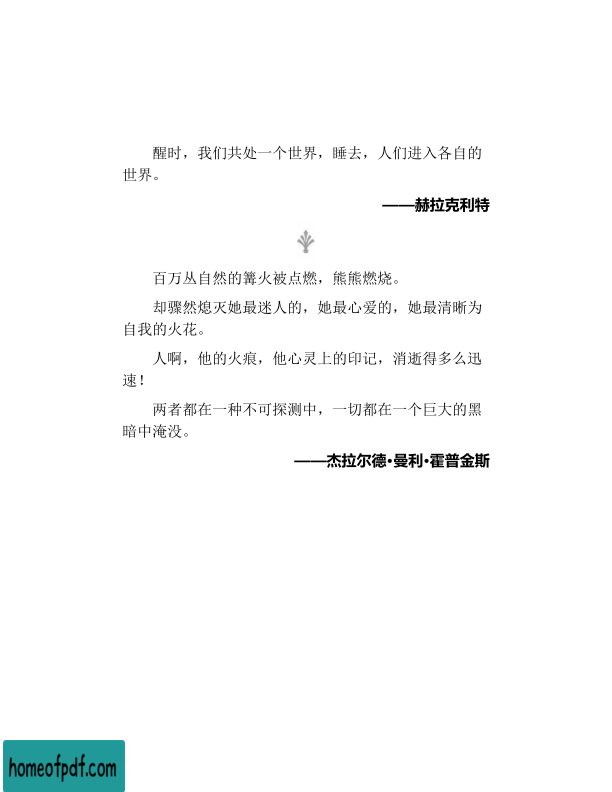 醒时，我们共处一个世界，睡去，人们进入各自的
世界。
——赫拉克利特
百万丛自然的篝火被点燃，熊熊燃烧。
却骤然熄灭她最迷人的，她最心爱的，她最清晰为
自我的火花。
人啊，他的火痕，他心灵上的印记，消逝得多么迅
速！
两者都在一种不可探测中，一切都在一个巨大的黑
暗中淹没。
——杰拉尔德•曼利•霍普金斯
homeofpdf.com